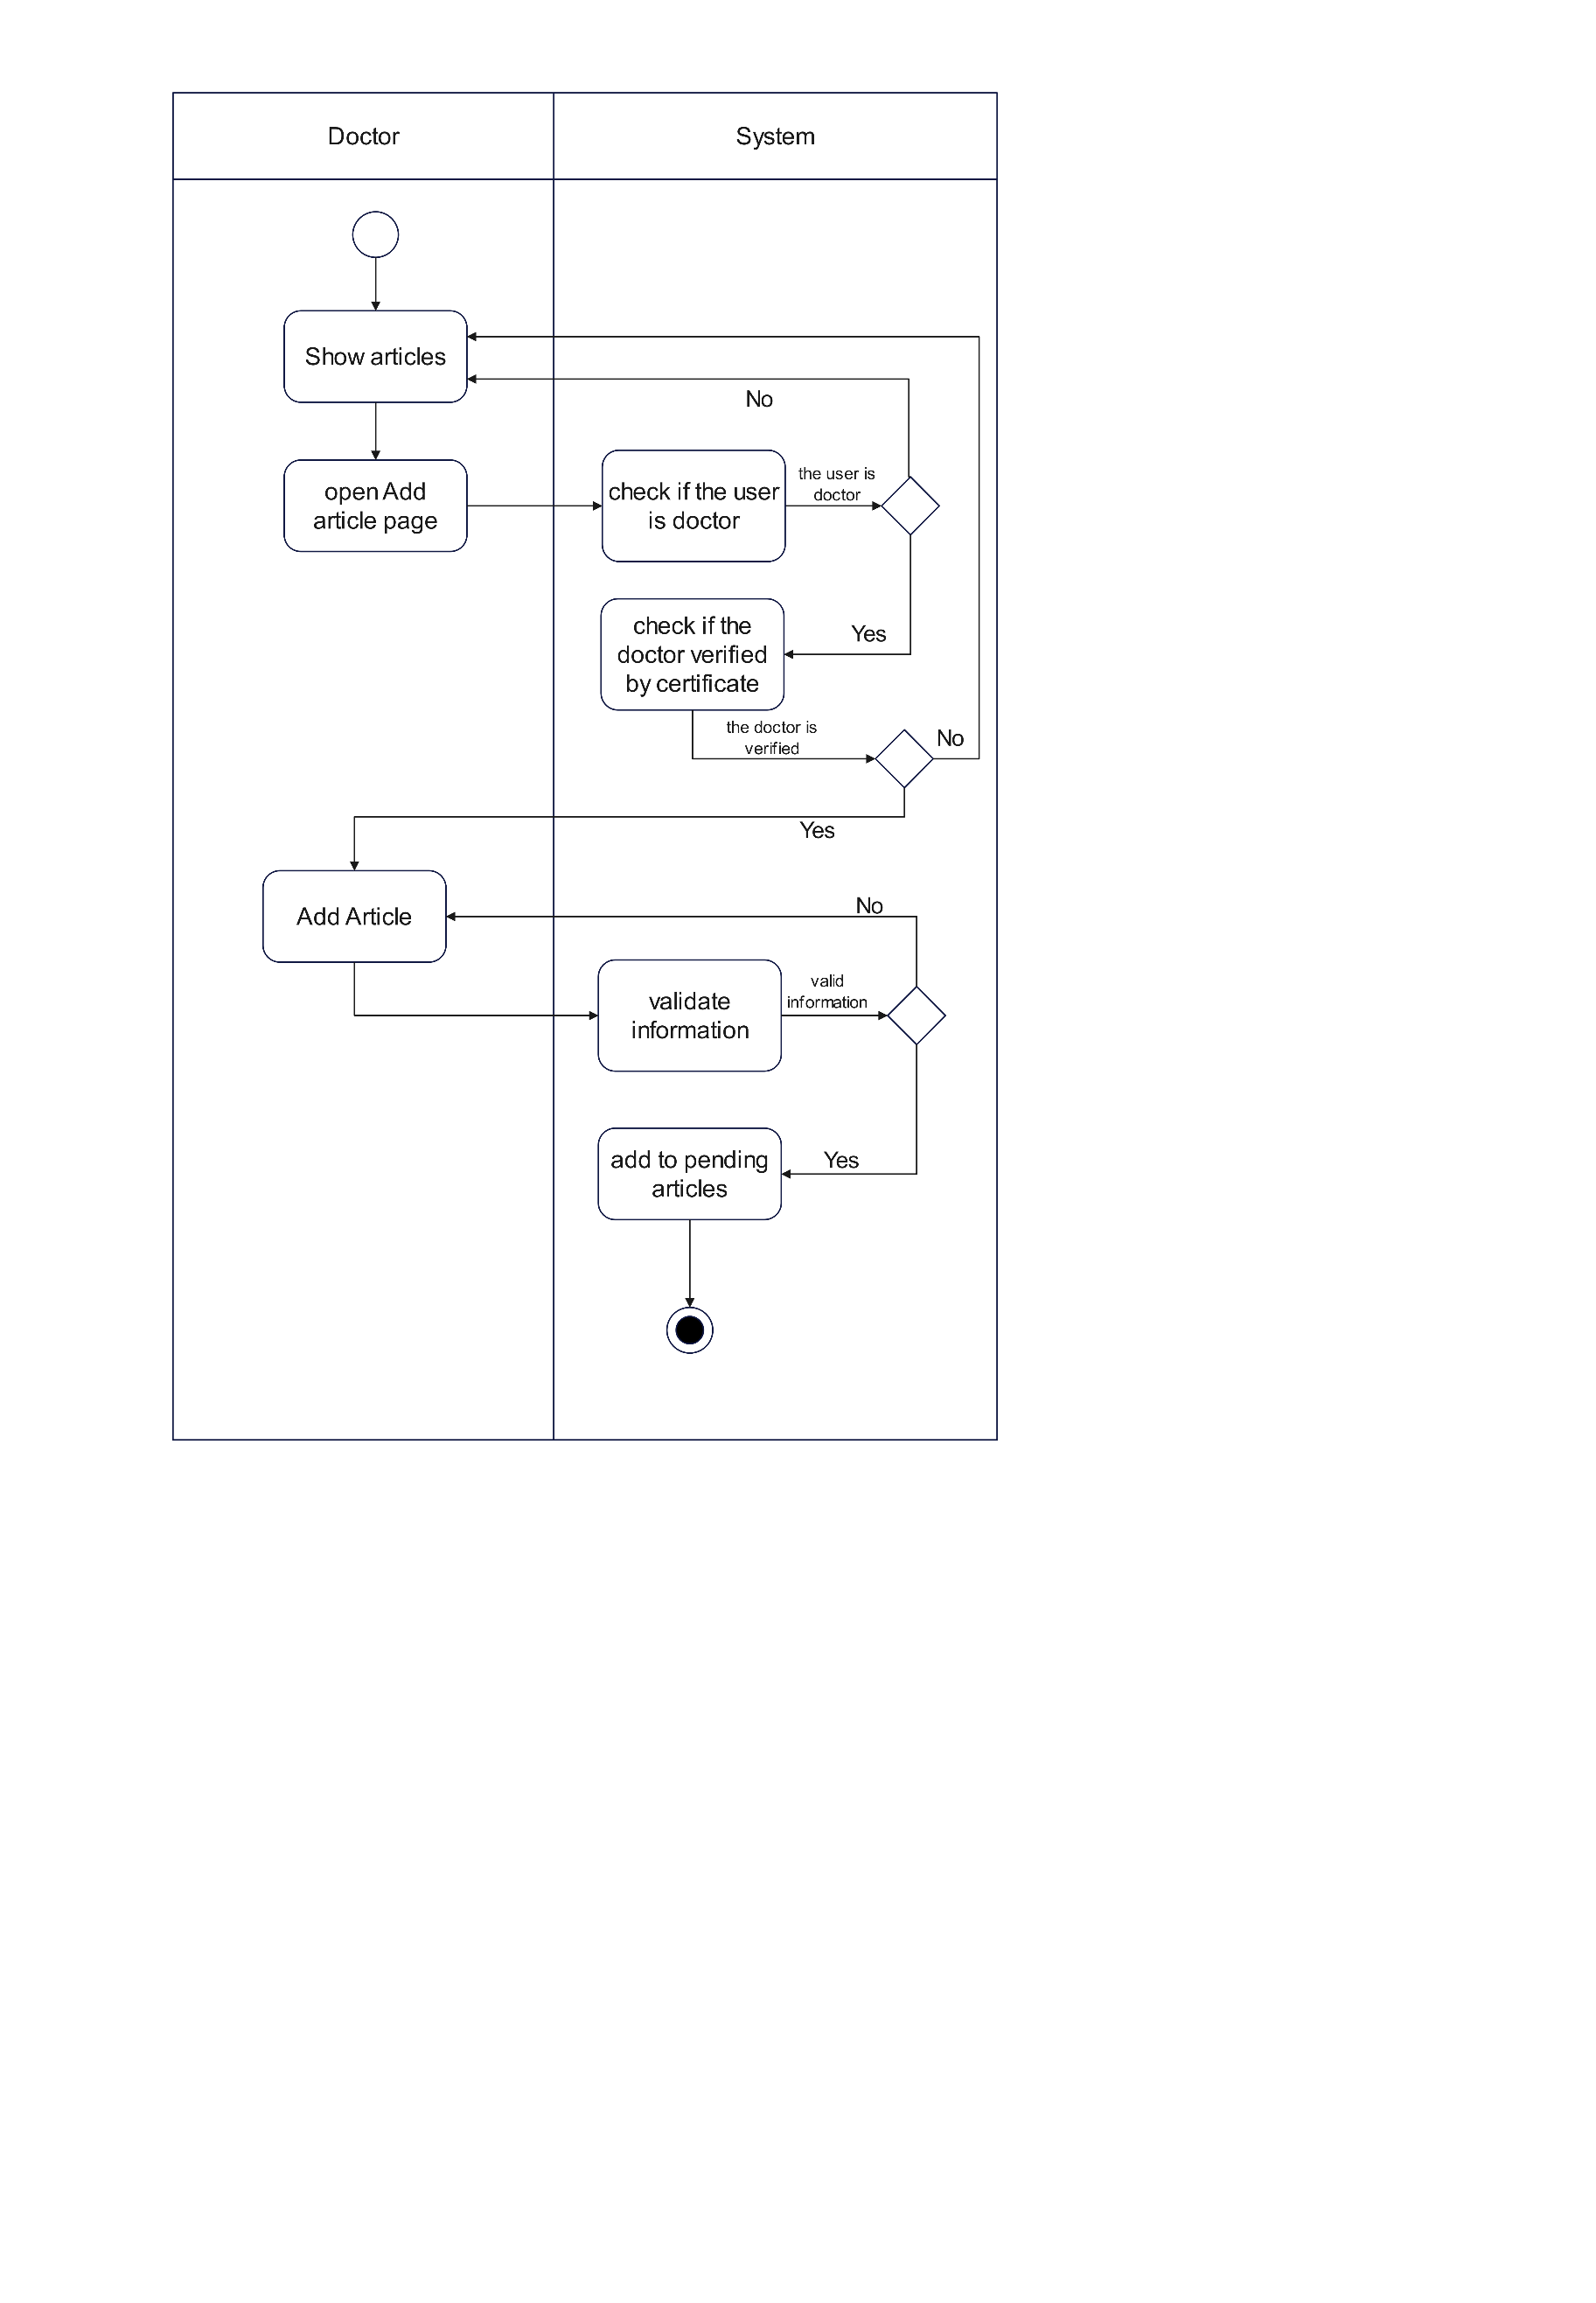 Doctor
System
Show articles
No
open Add
article page
check if the user
is doctor
the user is
doctor
check if the
doctor verified
by certificate
Yes
the doctor is
verified
No
Yes
Add Article
No
validate
information
valid
information
add to pending
articles
Yes